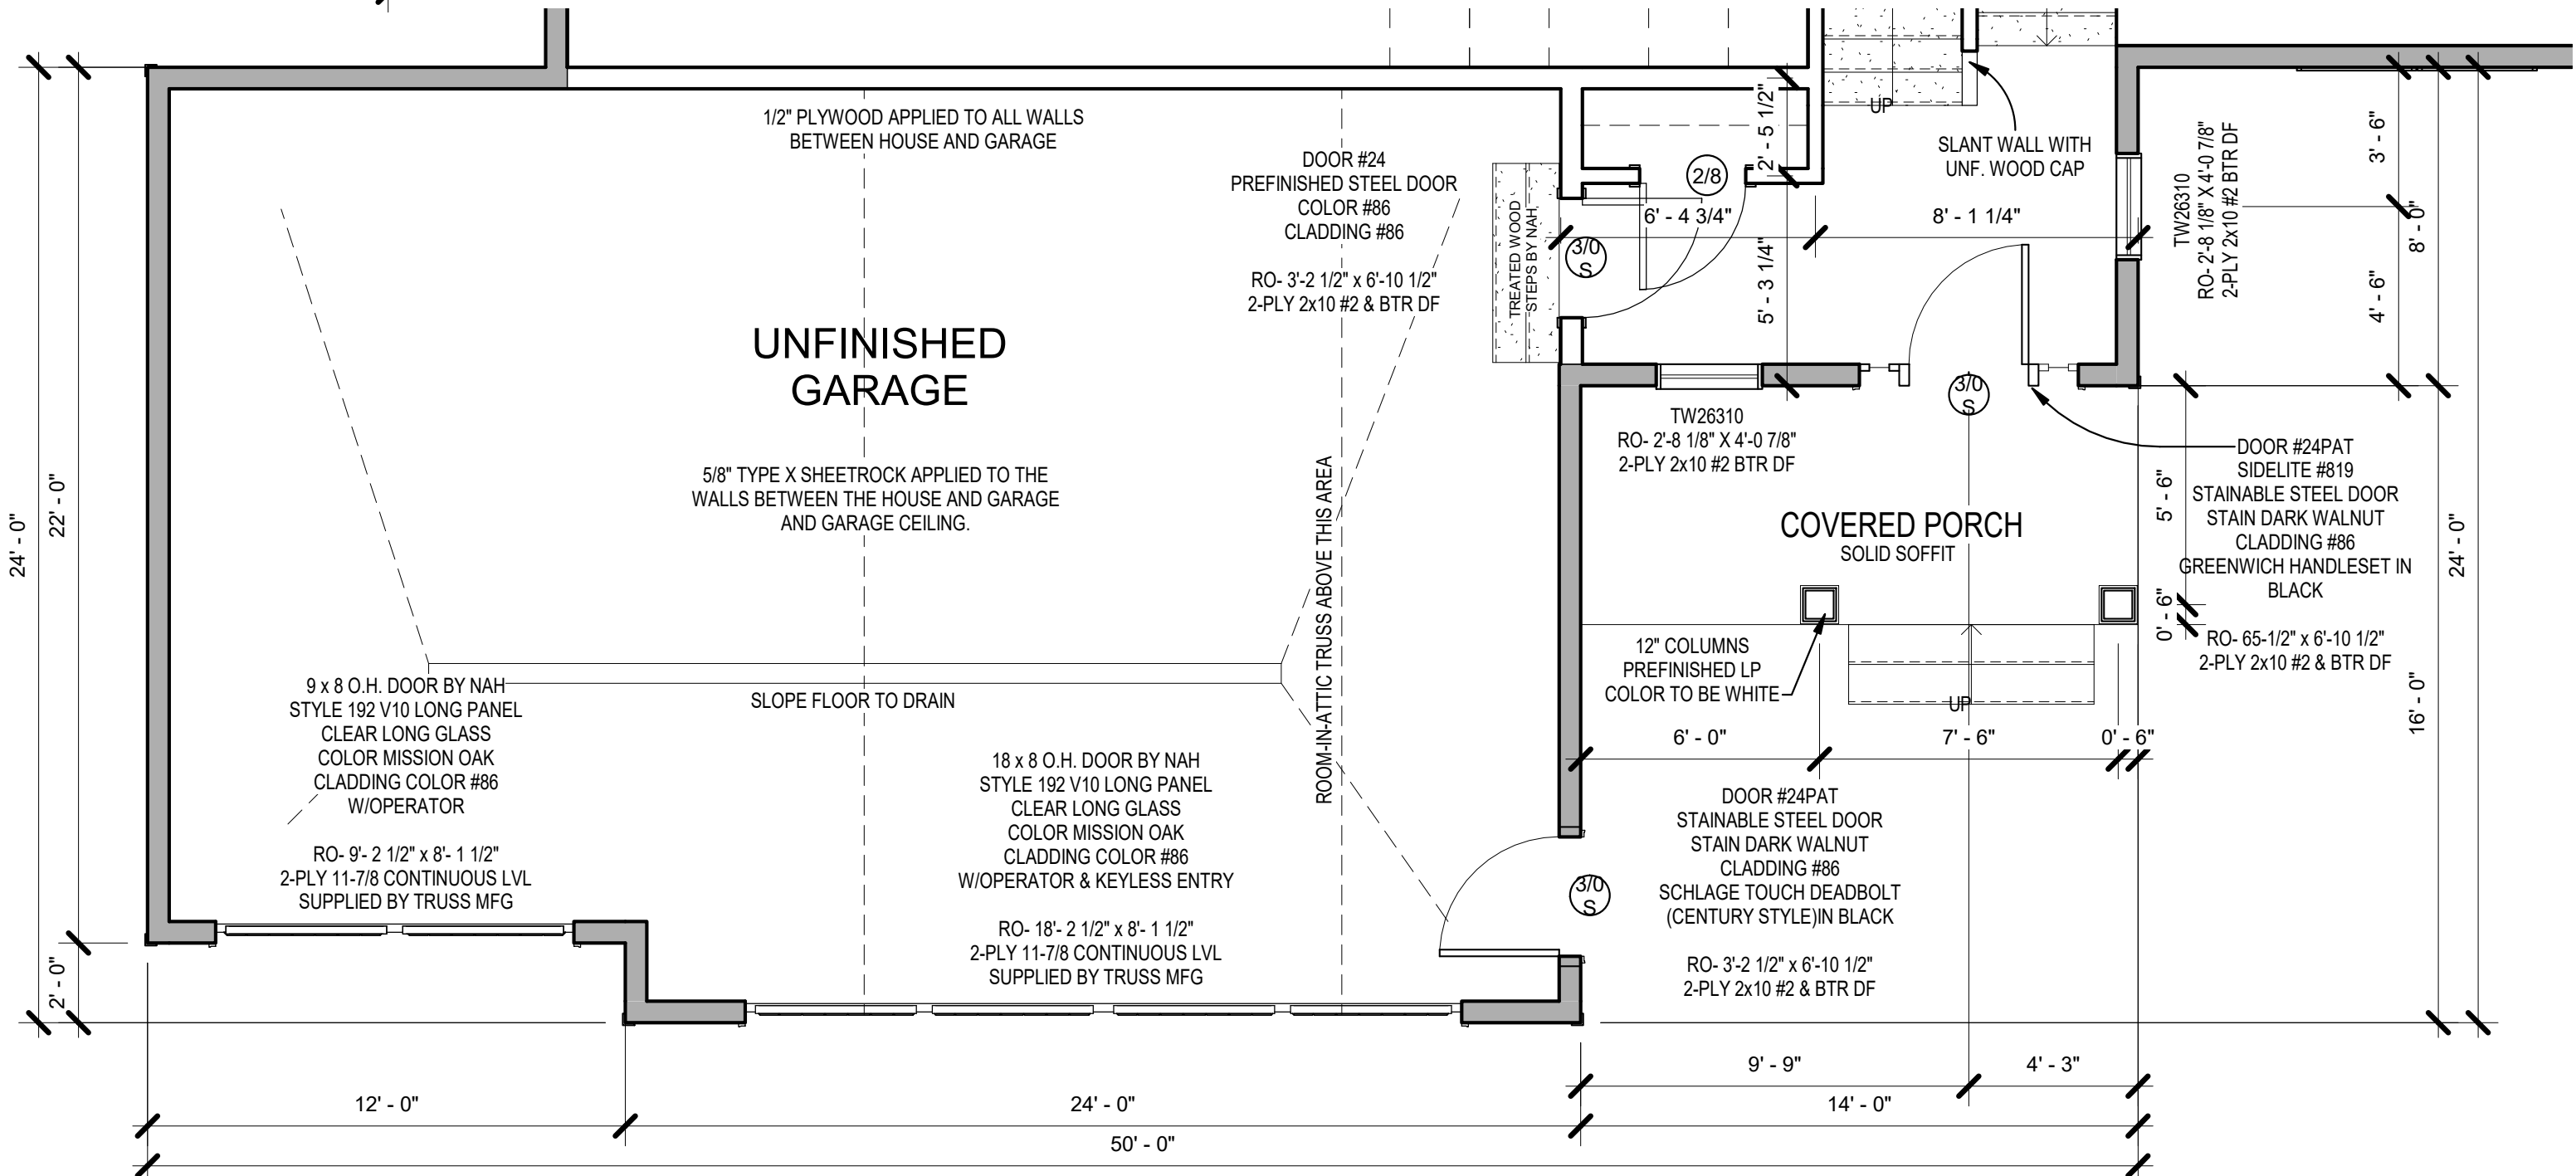 1/2" PLYWOOD APPLIED TO ALL WALLS
BETWEEN HOUSE AND GARAGE
DOOR #24
PREFINISHED STEEL DOOR
COLOR #86
CLADDING #86
RO- 3'-2 1/2" x 6'-10 1/2"
2-PLY 2x10 #2 & BTR DF
TREATED WOOD
STEPS BY NAH
2' - 5 1/2"
2/8
6' - 4 3/4"
8' - 1 1/4"
3/0
S
5' - 3 1/4"
UP
SLANT WALL WITH
UNF. WOOD CAP
TW26310
RO- 2'-8 1/8" X 4'-0 7/8"
2-PLY 2x10 #2 BTR DF
3' - 6"
8' - 0"
4' - 6"
UNFINISHED
GARAGE
5/8" TYPE X SHEETROCK APPLIED TO THE
WALLS BETWEEN THE HOUSE AND GARAGE
AND GARAGE CEILING.
ROOM-IN-ATTIC TRUSS ABOVE THIS AREA
24' - 0"
22' - 0"
2' - 0"
TW26310
RO- 2'-8 1/8" X 4'-0 7/8"
2-PLY 2x10 #2 BTR DF
3/0
S
COVERED PORCH
SOLID SOFFIT
5' - 6"
0' - 6"
DOOR #24PAT
SIDELITE #819
STAINABLE STEEL DOOR
STAIN DARK WALNUT
CLADDING #86
GREENWICH HANDLESET IN
BLACK
RO- 65-1/2" x 6'-10 1/2"
2-PLY 2x10 #2 & BTR DF
24' - 0"
16' - 0"
12" COLUMNS
PREFINISHED LP
COLOR TO BE WHITE
UP
6' - 0"
7' - 6"
0' - 6"
SLOPE FLOOR TO DRAIN
9 x 8 O.H. DOOR BY NAH
STYLE 192 V10 LONG PANEL
CLEAR LONG GLASS
COLOR MISSION OAK
CLADDING COLOR #86
W/OPERATOR
RO- 9'- 2 1/2" x 8'- 1 1/2"
2-PLY 11-7/8 CONTINUOUS LVL
SUPPLIED BY TRUSS MFG
18 x 8 O.H. DOOR BY NAH
STYLE 192 V10 LONG PANEL
CLEAR LONG GLASS
COLOR MISSION OAK
CLADDING COLOR #86
W/OPERATOR & KEYLESS ENTRY
RO- 18'- 2 1/2" x 8'- 1 1/2"
2-PLY 11-7/8 CONTINUOUS LVL
SUPPLIED BY TRUSS MFG
3/0
S
DOOR #24PAT
STAINABLE STEEL DOOR
STAIN DARK WALNUT
CLADDING #86
SCHLAGE TOUCH DEADBOLT
(CENTURY STYLE)IN BLACK
RO- 3'-2 1/2" x 6'-10 1/2"
2-PLY 2x10 #2 & BTR DF
9' - 9"
4' - 3"
12' - 0"
24' - 0"
14' - 0"
50' - 0"